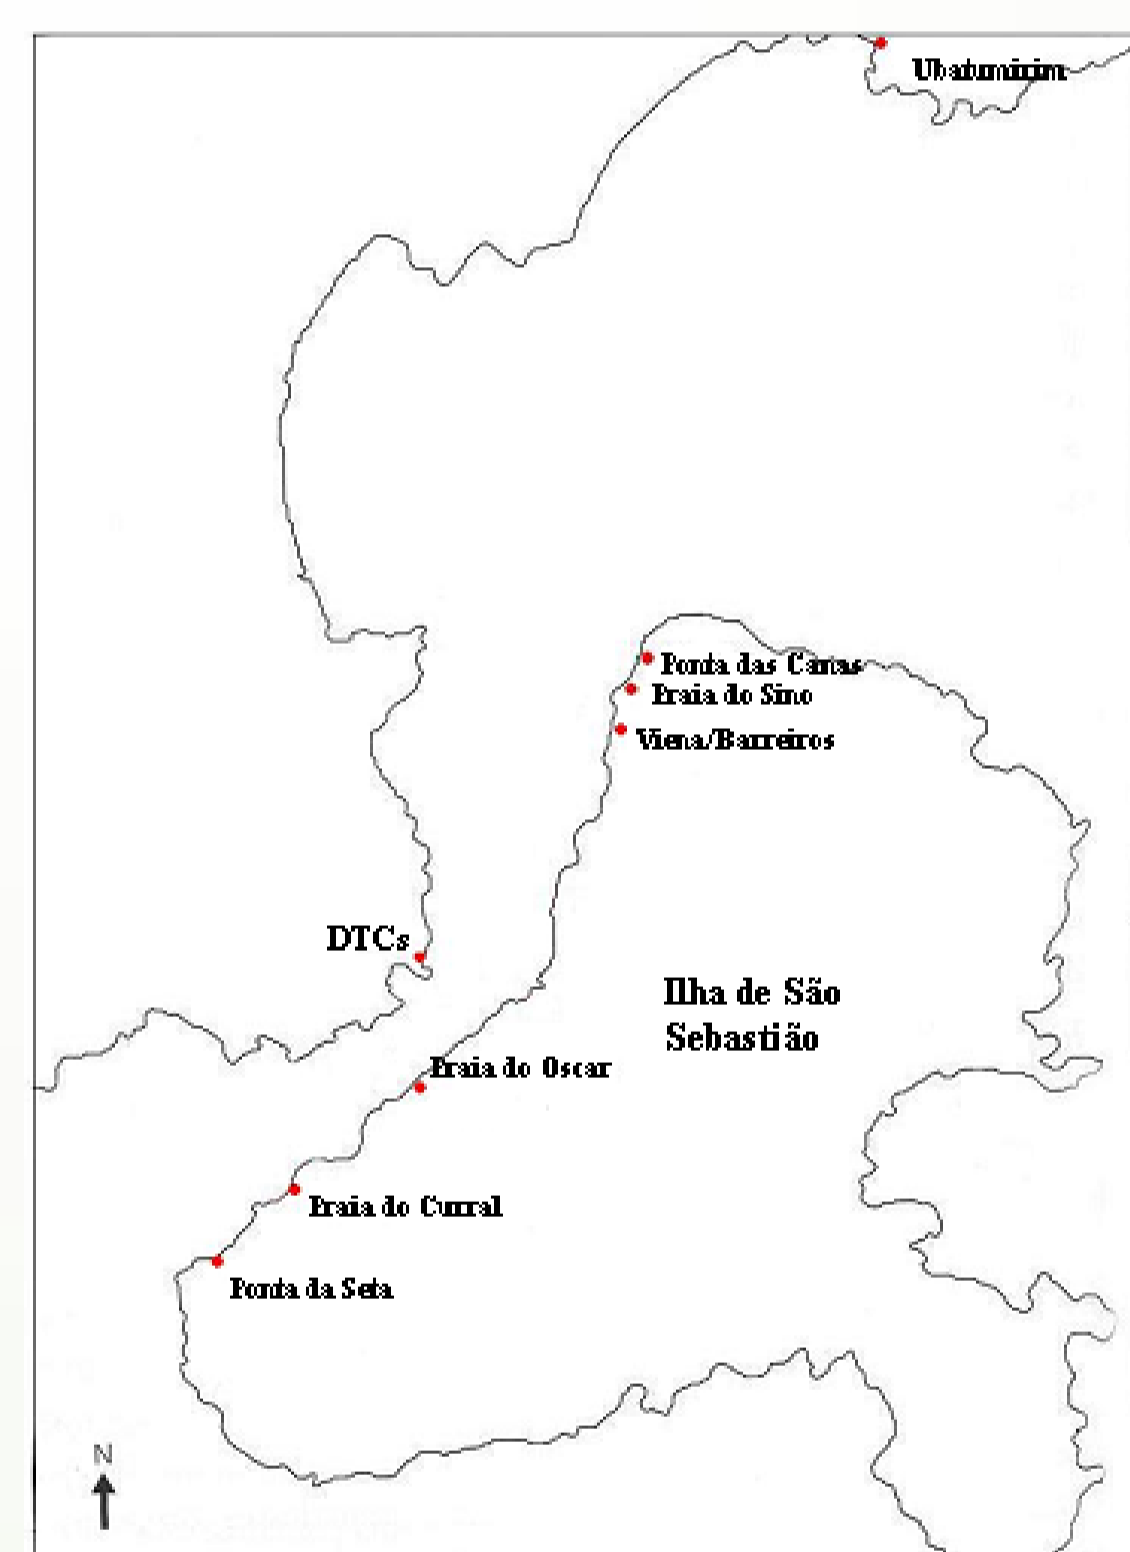 Ubatumirim
Ponta das Canas
Praia do Sino
Viena/Barreiros
DTCs
Ilha de São
Sebastião
Praia do Oscar
Praia do Curral
Ponta da Seta
N